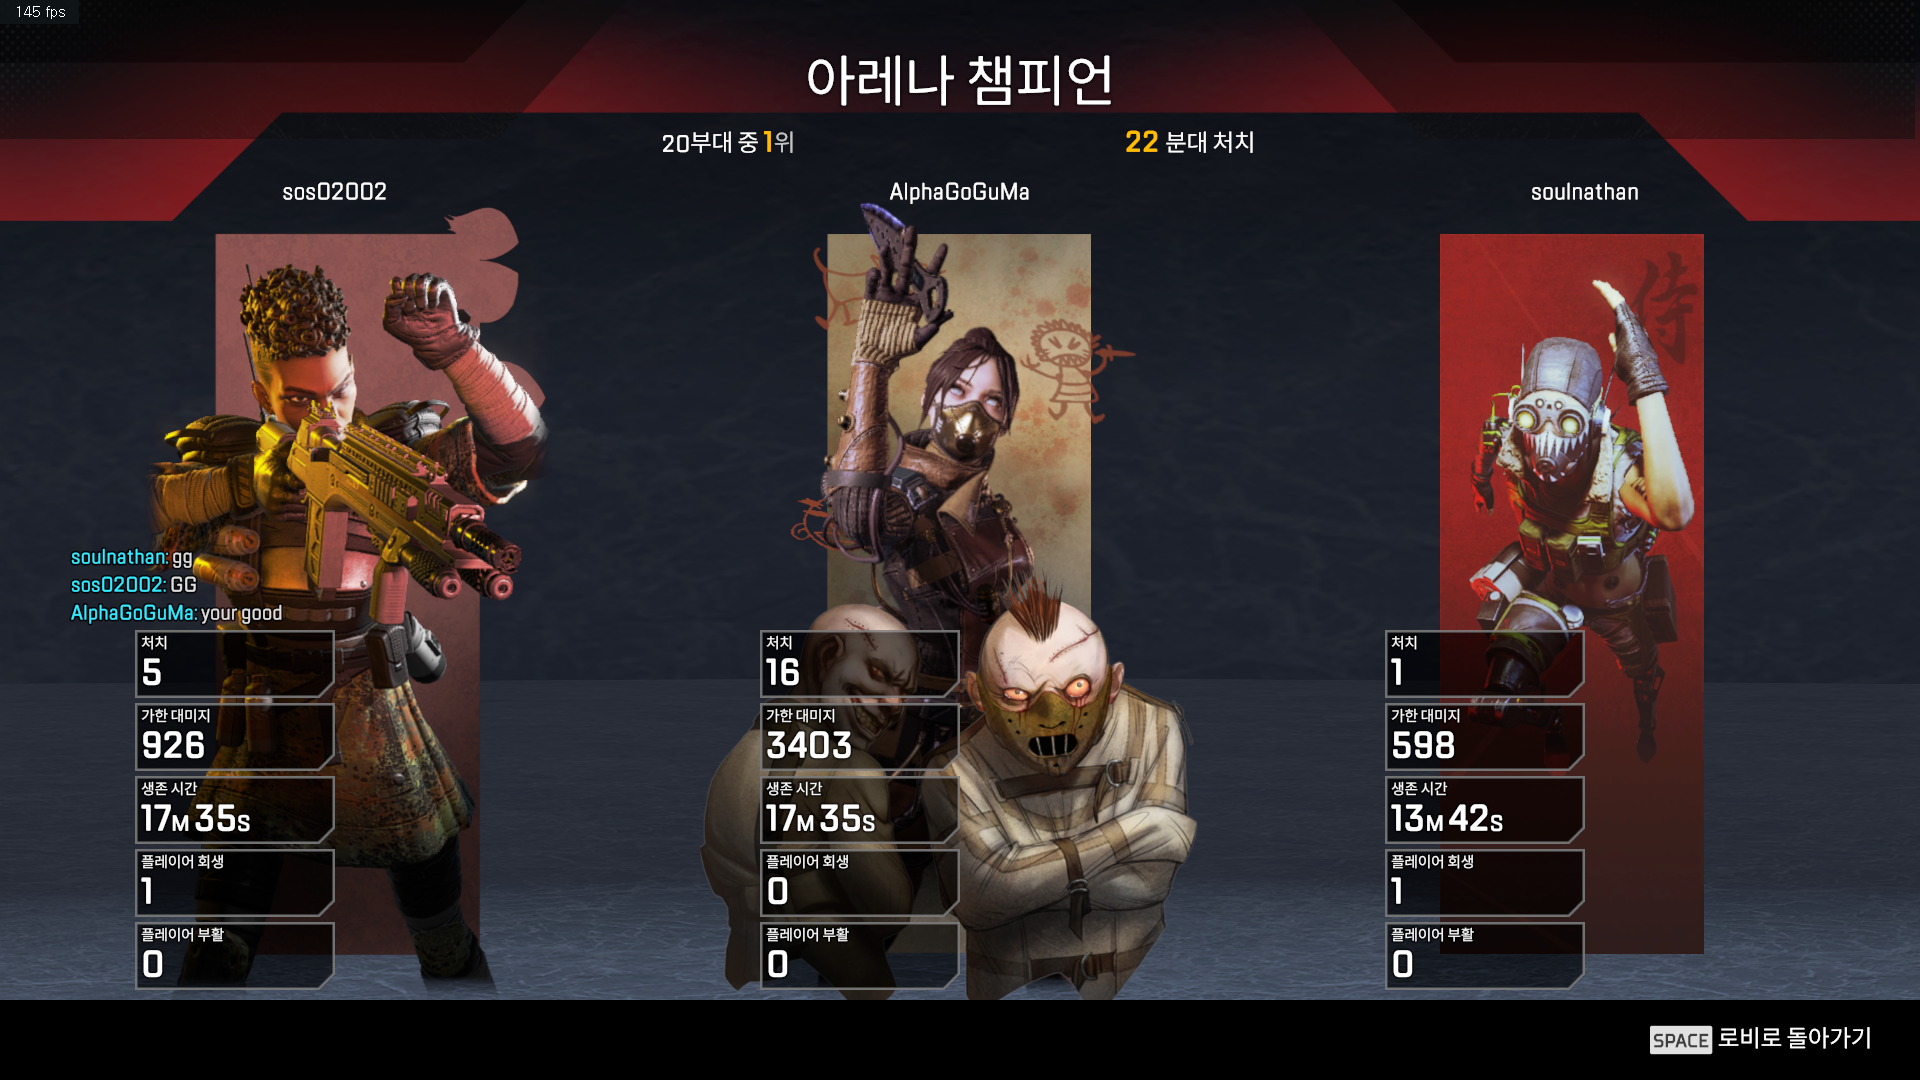 145 fps
아레나 챔피언
20부대 중 1위
22 분대 처치
sos02002
AlphaGoGuMa
soulnathan
侍
soulnathan: gg
sos02002: GG
AlphaGoGuMa: your good
처치
5
가한 대미지
926
생존 시간
17M 35S
플레이어 회생
1
플레이어 부활
0
처치
16
가한 대미지
3403
생존 시간
17M 35S
플레이어 회생
0
플레이어 부활
0
처치
1
가한 대미지
598
생존 시간
13M 42S
플레이어 회생
1
플레이어 부활
0
SPACE 로비로 돌아가기